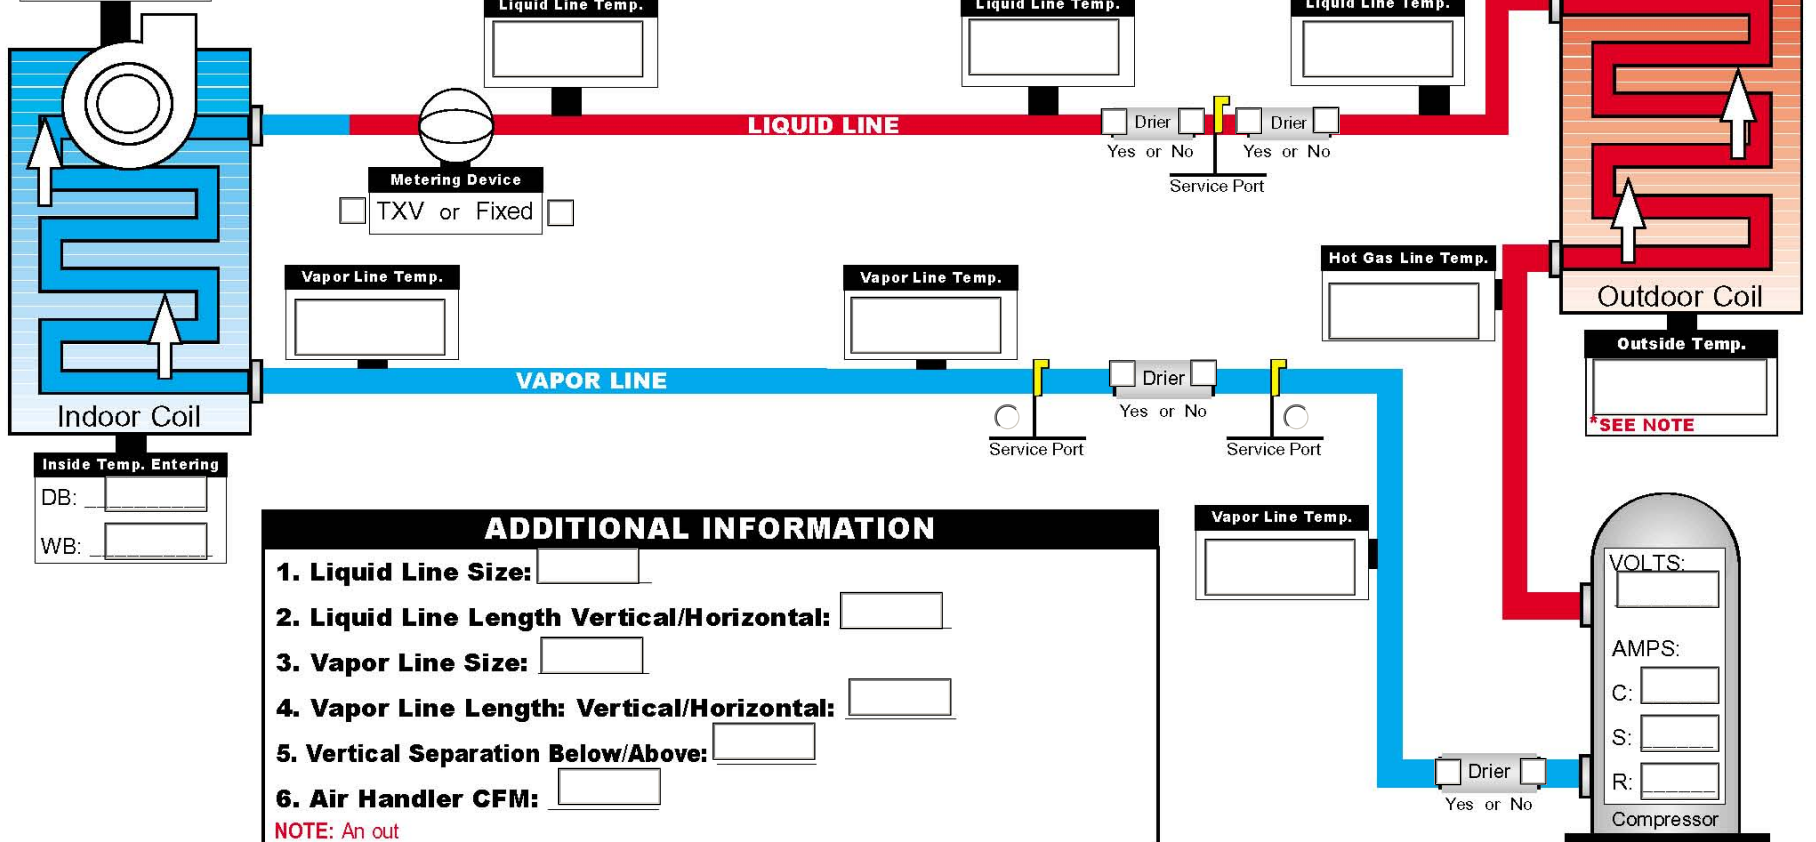 Liquid Line Temp.
Liquid Line Temp.
Liquid Line Temp.
LIQUID LINE
Drier
Drier
Yes or No
Yes or No
Service Port
Metering Device
TXV or Fixed
Vapor Line Temp.
Vapor Line Temp.
Hot Gas Line Temp.
Outdoor Coil
Outside Temp.
*SEE NOTE
VAPOR LINE
Drier
Yes or No
Service Port
Service Port
Indoor Coil
Inside Temp. Entering
DB:
WB:
ADDITIONAL INFORMATION
1. Liquid Line Size:
2. Liquid Line Length Vertical/Horizontal:
3. Vapor Line Size:
4. Vapor Line Length: Vertical/Horizontal:
5. Vertical Separation Below/Above:
6. Air Handler CFM:
NOTE: An out
Vapor Line Temp.
VOLTS:
AMPS:
C:
S:
R:
Compressor
Drier
Yes or No